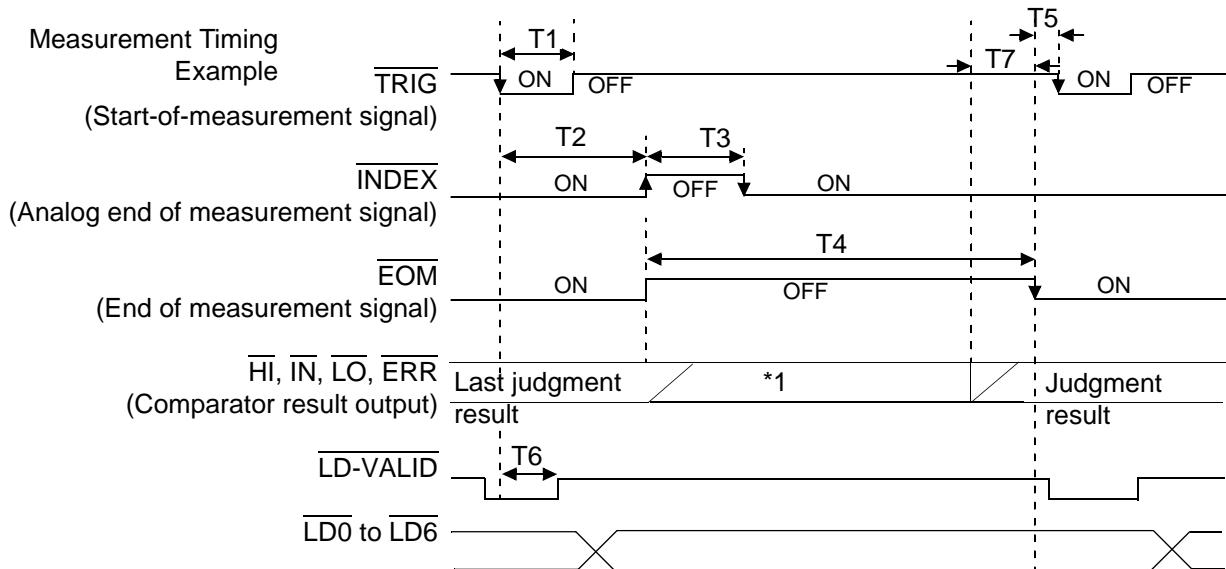 Measurement Timing
Example
T1
T5
T7
TRIG
ON
OFF
ON
OFF
(Start-of-measurement signal)
T2
T3
INDEX
ON
OFF
ON
(Analog end of measurement signal)
T4
EOM
ON
OFF
ON
(End of measurement signal)
HI, IN, LO, ERR
(Comparator result output)
Last judgment
result
*1
Judgment
result
LD-VALID
T6
LD0 to LD6